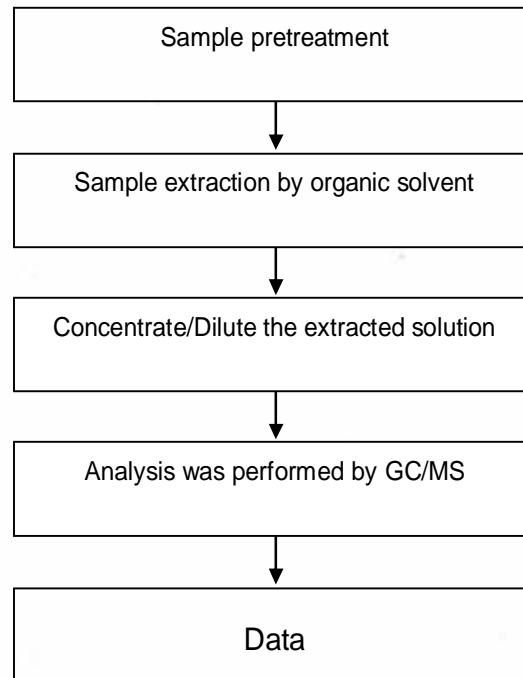 Sample pretreatment
Sample extraction by organic solvent
Concentrate/Dilute the extracted solution
Analysis was performed by GC/MS
Data